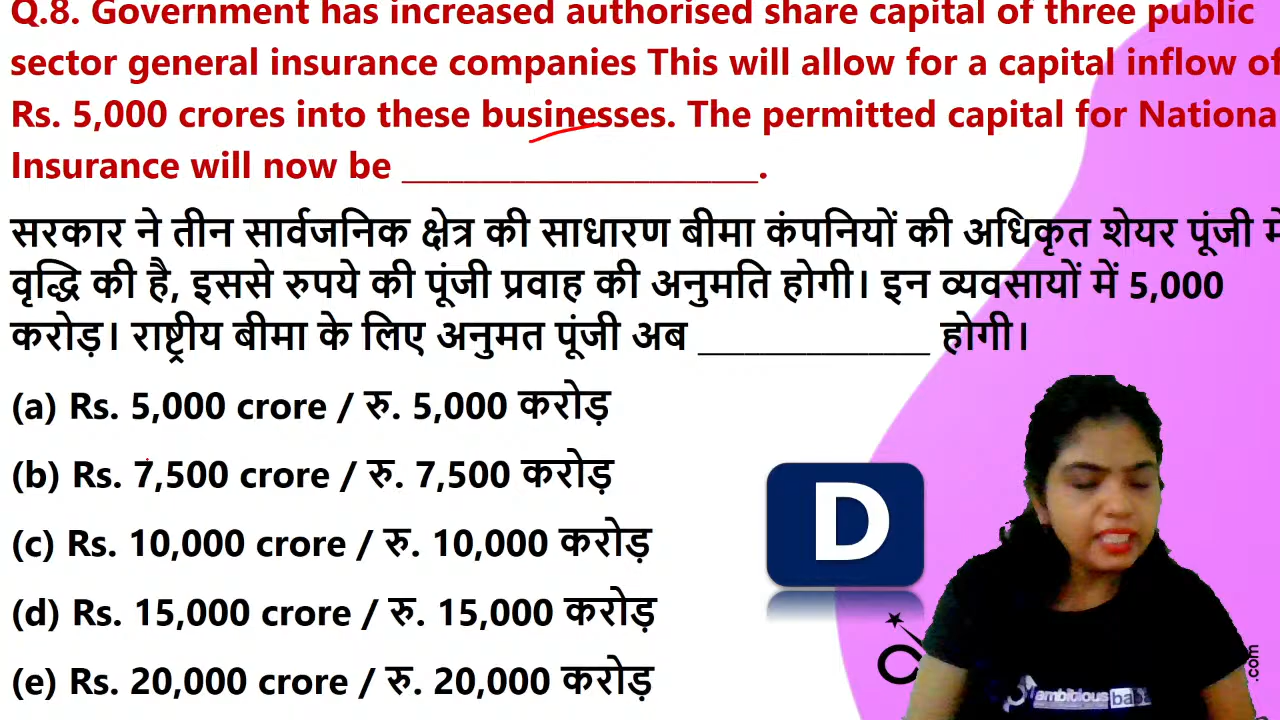 Q.8. Government has increased authorised share capital of three public
sector general insurance companies This will allow for a capital inflow of
Rs. 5,000 crores into these businesses. The permitted capital for Nationa
Insurance will now be ______________________.
सरकार ने तीन सार्वजनिक क्षेत्र की साधारण बीमा कंपनियों की अधिकृत शेयर पूंजी में
वृद्धि की है, इससे रुपये की पूंजी प्रवाह की अनुमति होगी। इन व्यवसायों में 5,000
करोड़। राष्ट्रीय बीमा के लिए अनुमत पूंजी अब ______________ होगी।
(a) Rs. 5,000 crore / रु. 5,000 करोड़
(b) Rs. 7,500 crore / रु. 7,500 करोड़
(c) Rs. 10,000 crore / रु. 10,000 करोड़
(d) Rs. 15,000 crore / रु. 15,000 करोड़
(e) Rs. 20,000 crore / रु. 20,000 करोड़
D
ambitious
.com